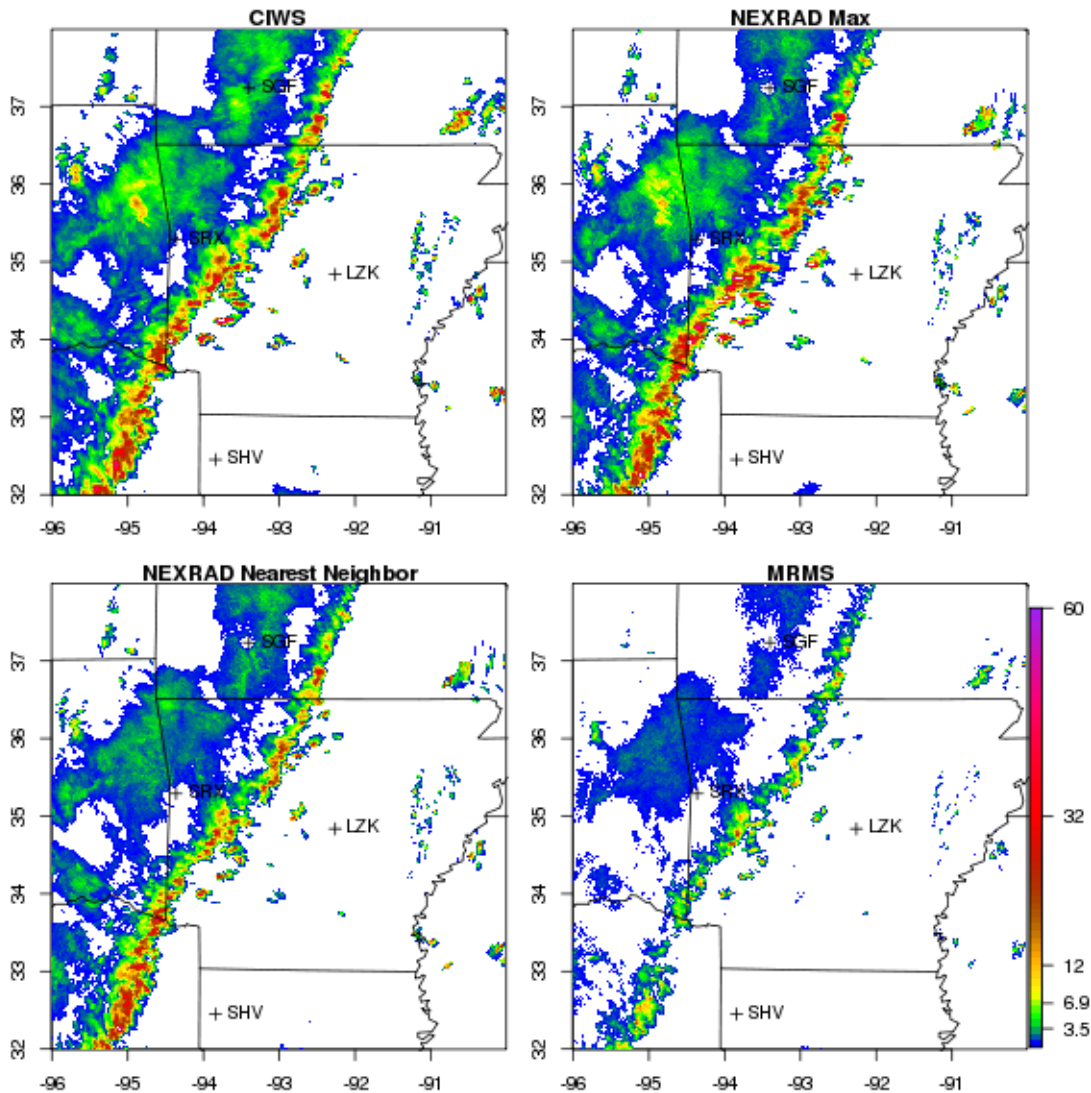 CIWS
NEXRAD Max
37
36
35
34
33
32
SGF
SRX
LZK
SHV
-96 -95 -94 -93 -92 -91
37
36
35
34
33
32
SGF
SRX
LZK
SHV
-96 -95 -94 -93 -92 -91
NEXRAD Nearest Neighbor
MRMS
37
36
35
34
33
32
SGF
SRX
LZK
SHV
-96 -95 -94 -93 -92 -91
37
36
35
34
33
32
SGF
SRX
LZK
SHV
-96 -95 -94 -93 -92 -91
60
32
12
6.9
3.5